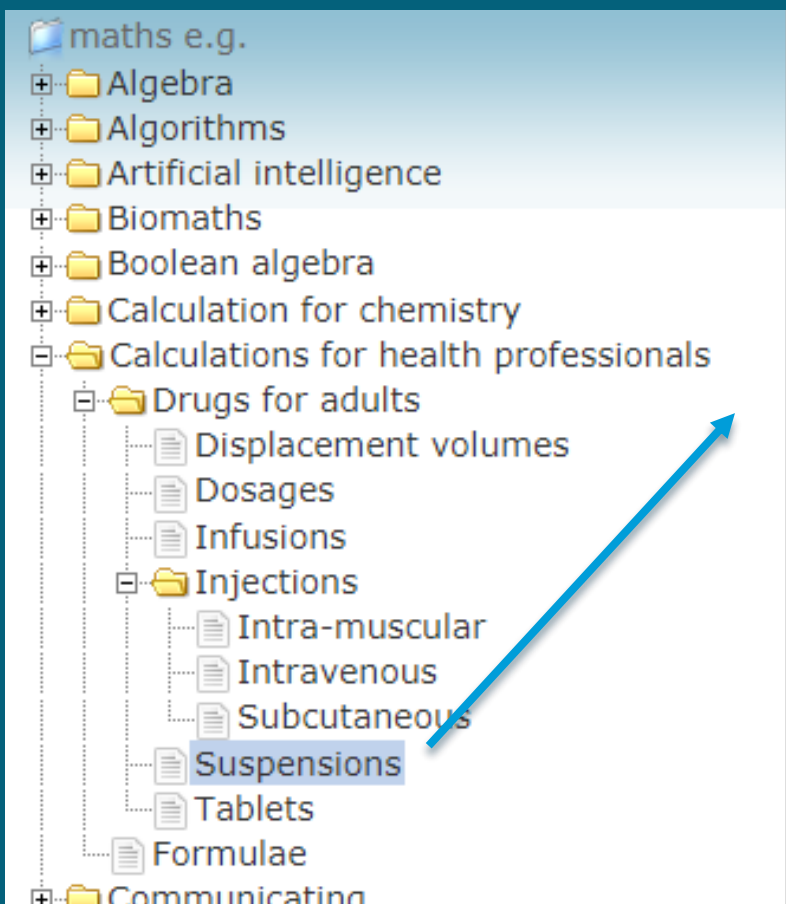 maths e.g.
Algebra
Algorithms
Artificial intelligence
Biomaths
Boolean algebra
Calculation for chemistry
Calculations for health professionals
Drugs for adults
Displacement volumes
Dosages
Infusions
Injections
Intra-muscular
Intravenous
Subcutaneous
Suspensions
Tablets
Formulae
Communicating